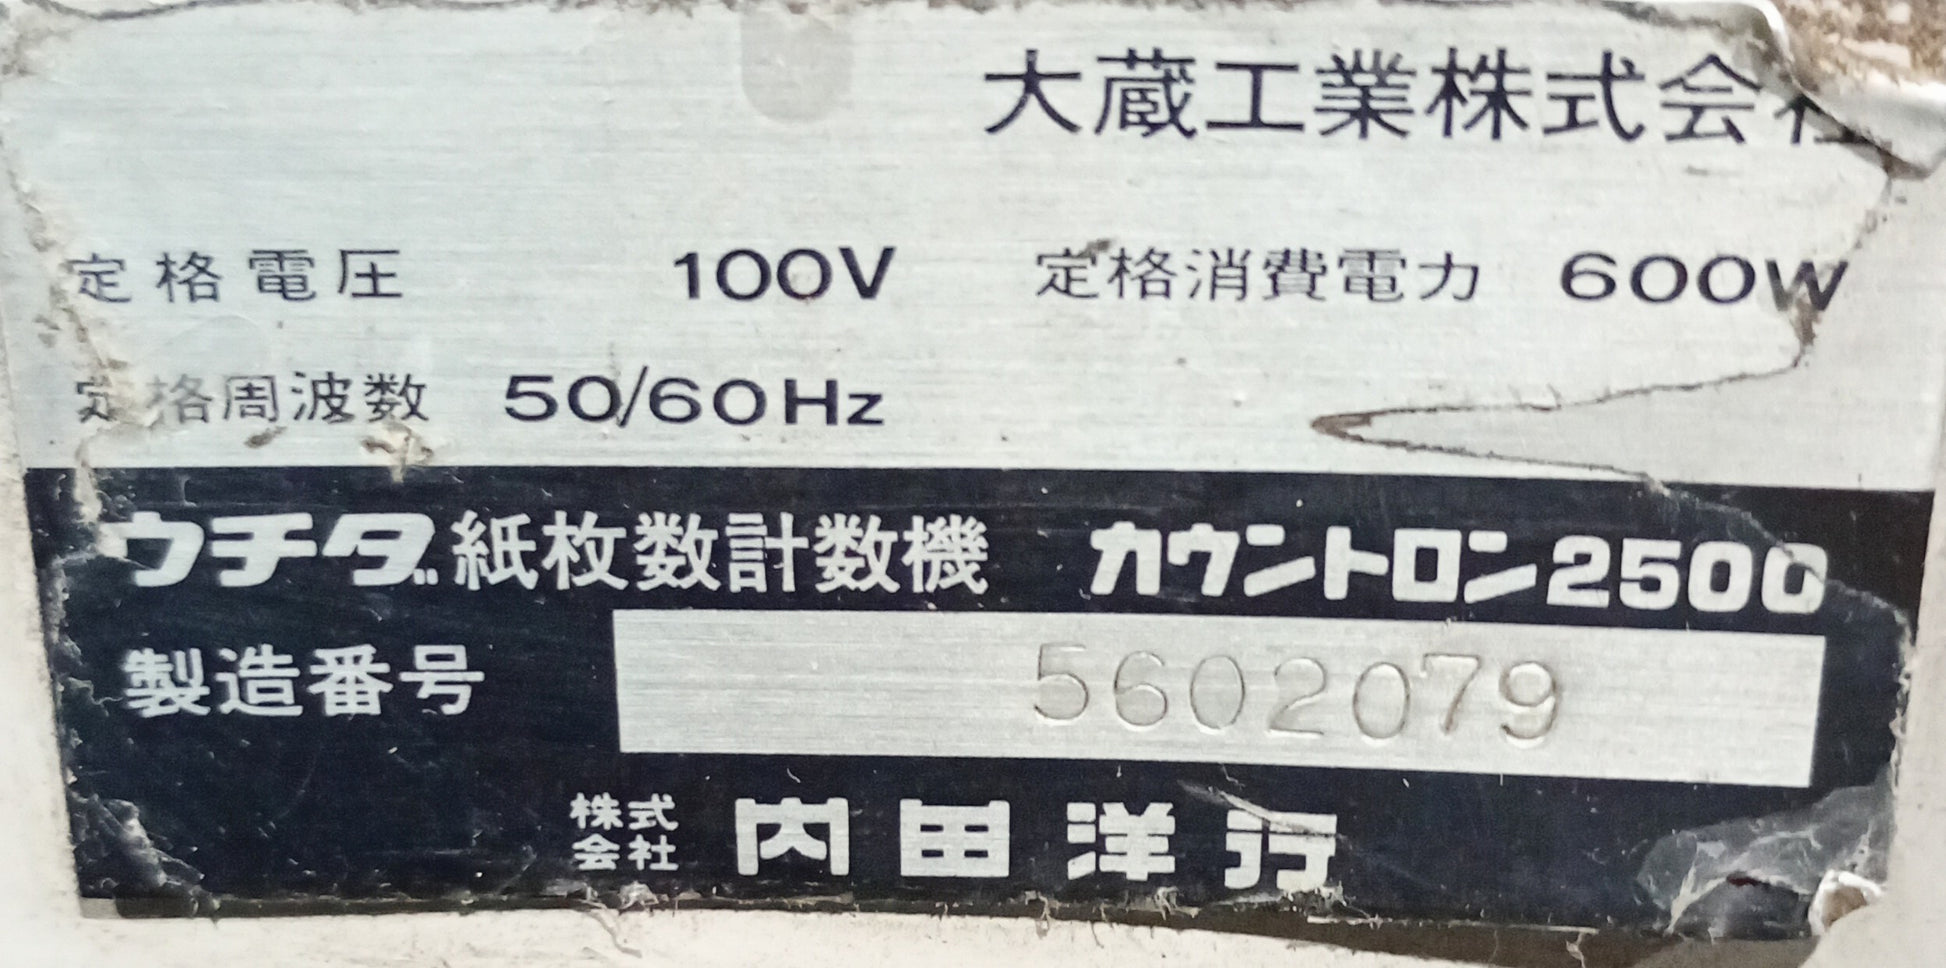 大蔵工業株式会社
定格電圧 100V 定格消費電力 600W
定格周波数 50/60Hz
ウチダ紙枚数計数機 カウントロン2500
製造番号 5602079
株式会社 内田洋行